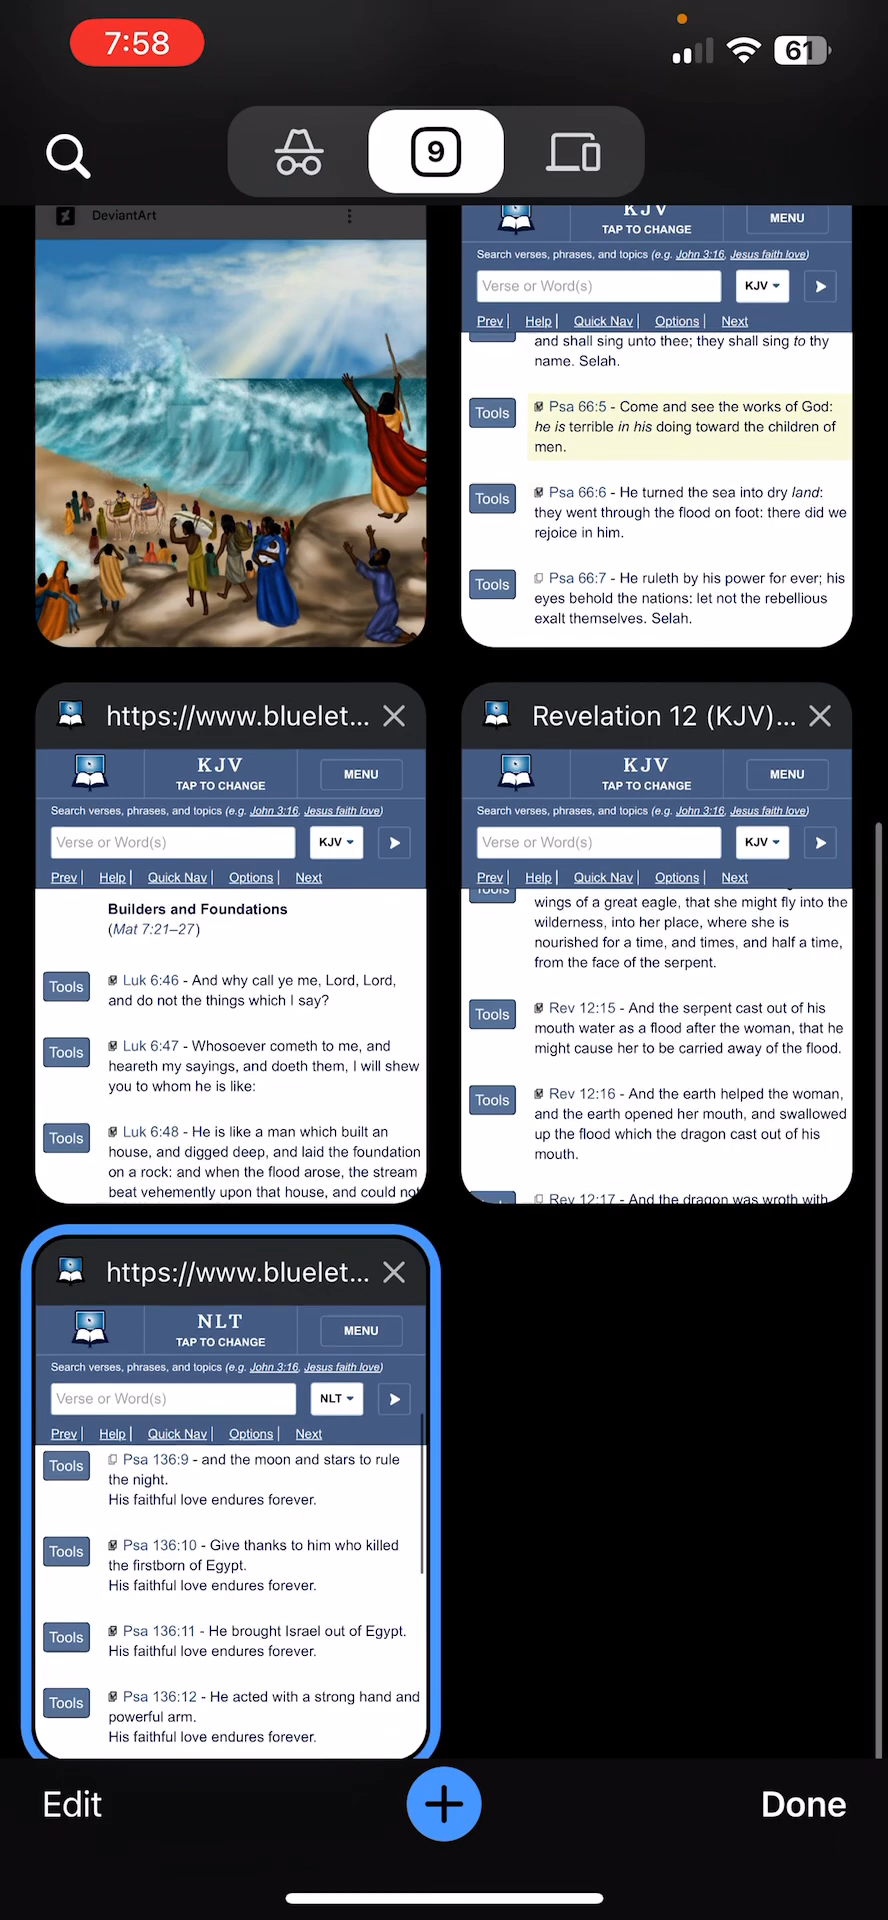 7:58
61
9
DeviantArt
KJV
TAP TO CHANGE
MENU
Search verses, phrases, and topics (e.g. John 3:16, Jesus faith love)
Verse or Word(s)
KJV
Prev | Help | Quick Nav | Options | Next
and shall sing unto thee; they shall sing to thy
name. Selah.
Tools
Psa 66:5 - Come and see the works of God:
he is terrible in his doing toward the children of
men.
Tools
Psa 66:6 - He turned the sea into dry land:
they went through the flood on foot: there did we
rejoice in him.
Tools
Psa 66:7 - He ruleth by his power for ever; his
eyes behold the nations: let not the rebellious
exalt themselves. Selah.
https://www.bluelet...
KJV
TAP TO CHANGE
MENU
Search verses, phrases, and topics (e.g. John 3:16, Jesus faith love)
Verse or Word(s)
KJV
Prev | Help | Quick Nav | Options | Next
Builders and Foundations
(Mat 7:21–27)
Tools
Luk 6:46 - And why call ye me, Lord, Lord,
and do not the things which I say?
Tools
Luk 6:47 - Whosoever cometh to me, and
heareth my sayings, and doeth them, I will shew
you to whom he is like:
Tools
Luk 6:48 - He is like a man which built an
house, and digged deep, and laid the foundation
on a rock: and when the flood arose, the stream
beat vehemently upon that house, and could not
Revelation 12 (KJV)...
KJV
TAP TO CHANGE
MENU
Search verses, phrases, and topics (e.g. John 3:16, Jesus faith love)
Verse or Word(s)
KJV
Prev | Help | Quick Nav | Options | Next
Tools
wings of a great eagle, that she might fly into the
wilderness, into her place, where she is
nourished for a time, and times, and half a time,
from the face of the serpent.
Tools
Rev 12:15 - And the serpent cast out of his
mouth water as a flood after the woman, that he
might cause her to be carried away of the flood.
Tools
Rev 12:16 - And the earth helped the woman,
and the earth opened her mouth, and swallowed
up the flood which the dragon cast out of his
mouth.
Rev 12:17 - And the dragon was wroth with
https://www.bluelet...
NLT
TAP TO CHANGE
MENU
Search verses, phrases, and topics (e.g. John 3:16, Jesus faith love)
Verse or Word(s)
NLT
Prev | Help | Quick Nav | Options | Next
Tools
Psa 136:9 - and the moon and stars to rule
the night.
His faithful love endures forever.
Tools
Psa 136:10 - Give thanks to him who killed
the firstborn of Egypt.
His faithful love endures forever.
Tools
Psa 136:11 - He brought Israel out of Egypt.
His faithful love endures forever.
Tools
Psa 136:12 - He acted with a strong hand and
powerful arm.
His faithful love endures forever.
Edit
Done